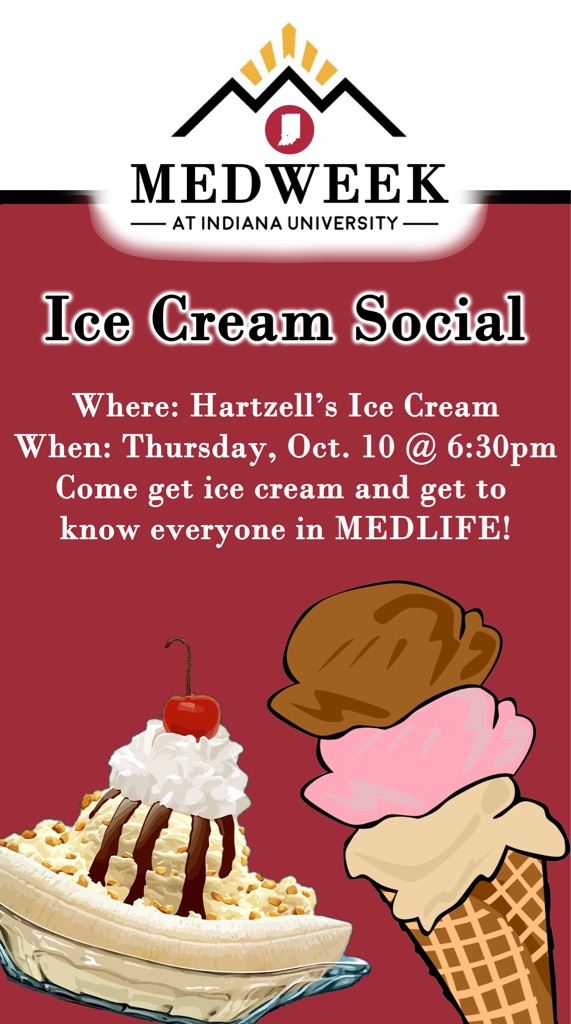 MEDWEEK
AT INDIANA UNIVERSITY
Ice Cream Social
Where: Hartzell's Ice Cream
When: Thursday, Oct. 10 @ 6:30pm
Come get ice cream and get to
know everyone in MEDLIFE!